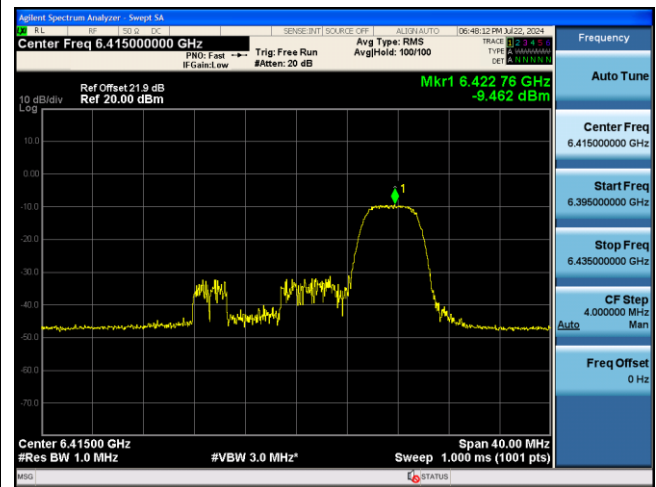 Agilent Spectrum Analyzer - Swept SA
RL RF 50 Ω DC SENSE:INT SOURCE OFF ALIGNAUTO 06:48:12 PM Jul 22, 2024
Center Freq 6.415000000 GHz
PNO: Fast
IFGain:Low
Trig: Free Run
#Atten: 20 dB
Avg Type: RMS
Avg|Hold: 100/100
TRACE 1 2 3 4 5 6
TYPE A WWWWW
DET A N N N N N
Ref Offset 21.9 dB
10 dB/div Ref 20.00 dBm
Log
Mkr1 6.422 76 GHz
-9.462 dBm
10.0
0.00
-10.0
-20.0
-30.0
-40.0
-50.0
-60.0
-70.0
1
Center 6.41500 GHz Span 40.00 MHz
#Res BW 1.0 MHz #VBW 3.0 MHz* Sweep 1.000 ms (1001 pts)
MSG STATUS
Frequency
Auto Tune
Center Freq
6.415000000 GHz
Start Freq
6.395000000 GHz
Stop Freq
6.435000000 GHz
CF Step
4.000000 MHz
Auto Man
Freq Offset
0 Hz